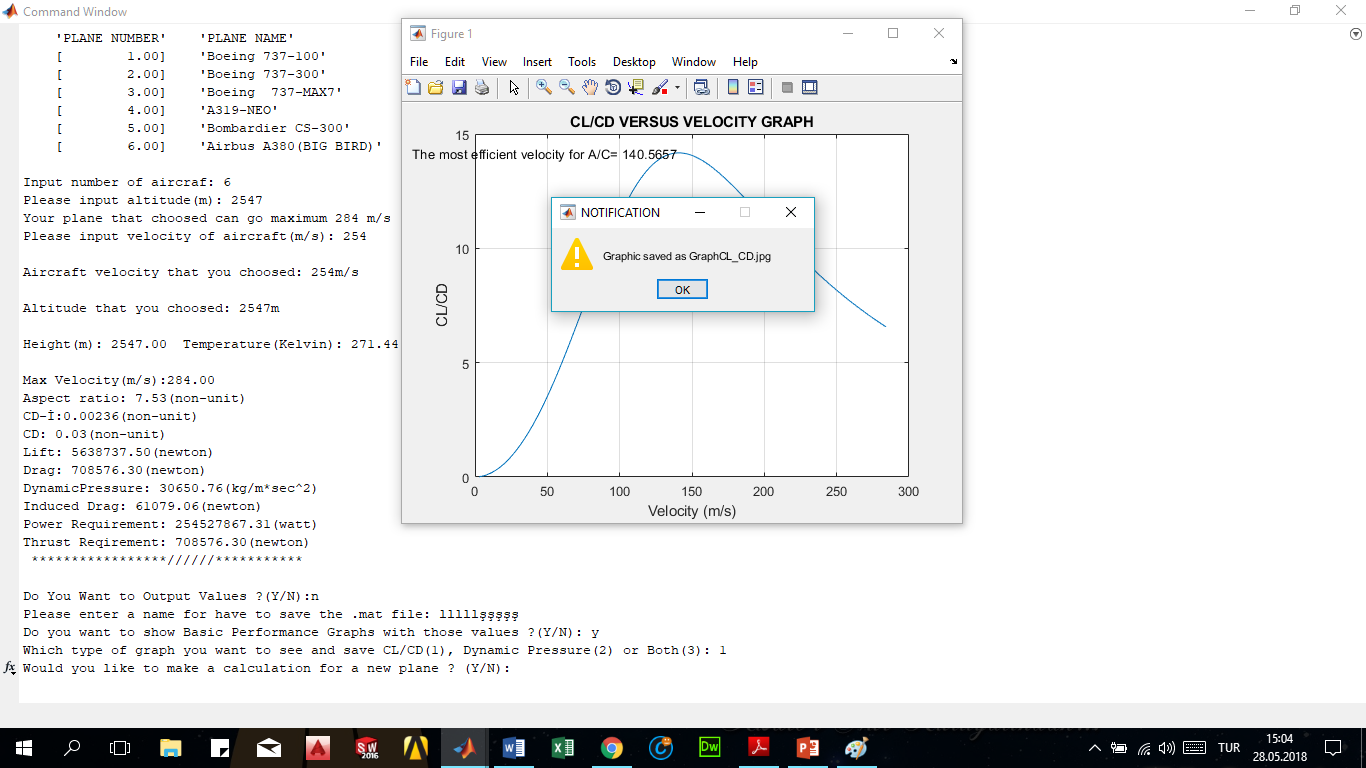 Command Window
'PLANE NUMBER' 'PLANE NAME'
[ 1.00] 'Boeing 737-100'
[ 2.00] 'Boeing 737-300'
[ 3.00] 'Boeing  737-MAX7'
[ 4.00] 'A319-NEO'
[ 5.00] 'Bombardier CS-300'
[ 6.00] 'Airbus A380(BIG BIRD)'
Input number of aircraf: 6
Please input altitude(m): 2547
Your plane that choosed can go maximum 284 m/s
Please input velocity of aircraft(m/s): 254
Aircraft velocity that you choosed: 254m/s
Altitude that you choosed: 2547m
Height(m): 2547.00  Temperature(Kelvin): 271.44
Max Velocity(m/s):284.00
Aspect ratio: 7.53(non-unit)
CD-İ:0.00236(non-unit)
CD: 0.03(non-unit)
Lift: 5638737.50(newton)
Drag: 708576.30(newton)
DynamicPressure: 30650.76(kg/m*sec^2)
Induced Drag: 61079.06(newton)
Power Requirement: 254527867.31(watt)
Thrust Reqirement: 708576.30(newton)
*****************//////***********
Do You Want to Output Values ?(Y/N):n
Please enter a name for have to save the .mat file: lllllşşşşş
Do you want to show Basic Performance Graphs with those values ?(Y/N): y
Which type of graph you want to see and save CL/CD(1), Dynamic Pressure(2) or Both(3): 1
fx Would you like to make a calculation for a new plane ? (Y/N):
Figure 1
File Edit View Insert Tools Desktop Window Help
CL/CD VERSUS VELOCITY GRAPH
The most efficient velocity for A/C= 140.5657
15
10
5
0
CL/CD
0 50 100 150 200 250 300
Velocity (m/s)
NOTIFICATION
Graphic saved as GraphCL_CD.jpg
OK
SW
2016
Dw
TUR
15:04
28.05.2018